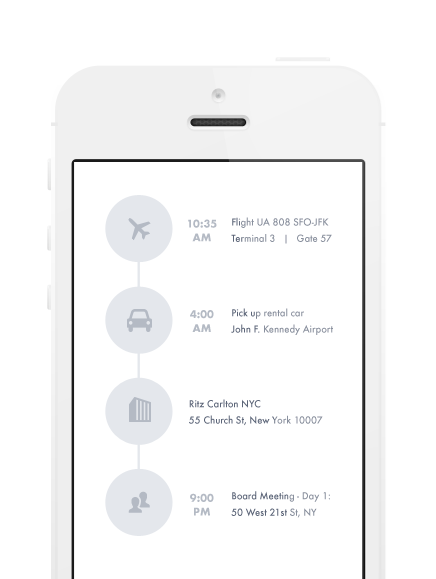 10:35
AM
Flight UA 808 SFO-JFK
Terminal 3 | Gate 57
4:00
AM
Pick up rental car
John F. Kennedy Airport
Ritz Carlton NYC
55 Church St, New York 10007
9:00
PM
Board Meeting - Day 1:
50 West 21st St, NY